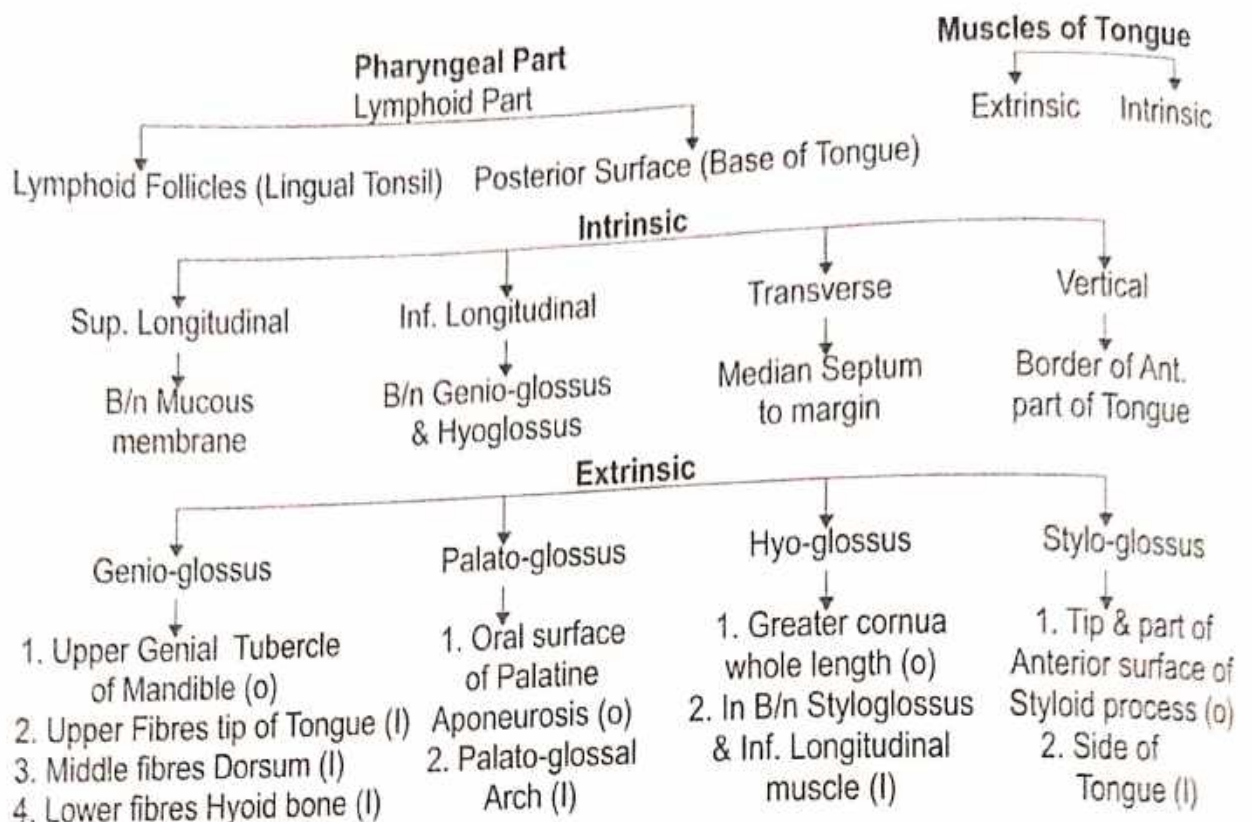 Muscles of Tongue
Extrinsic Intrinsic
Pharyngeal Part
Lymphoid Part
Lymphoid Follicles (Lingual Tonsil) Posterior Surface (Base of Tongue)
Intrinsic
Sup. Longitudinal
B/n Mucous
membrane
Inf. Longitudinal
B/n Genio-glossus
& Hyoglossus
Transverse
Median Septum
to margin
Vertical
Border of Ant.
part of Tongue
Extrinsic
Genio-glossus
1. Upper Genial Tubercle
of Mandible (o)
2. Upper Fibres tip of Tongue (I)
3. Middle fibres Dorsum (I)
4. Lower fibres Hyoid bone (I)
Palato-glossus
1. Oral surface
of Palatine
Aponeurosis (o)
2. Palato-glossal
Arch (I)
Hyo-glossus
1. Greater cornua
whole length (o)
2. In B/n Styloglossus
& Inf. Longitudinal
muscle (I)
Stylo-glossus
1. Tip & part of
Anterior surface of
Styloid process (o)
2. Side of
Tongue (I)